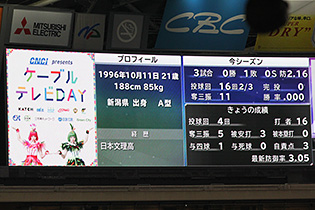 MITSUBISHI
ELECTRIC
CBC
DRY"
CNCI presents
ケーブル
テレビDAY
KATCH
プロフィール
1996年10月11日 21歳
188cm 85kg
新潟県 出身 A型
経 歴
日本文理高
今シーズン
3試合 0勝 1敗 0S 防2.16
投球回 16回2/3 完投 0
奪三振 11 勝率 .000
きょうの成績
投球回 4回 打者 16
奪三振 5 被安打 3 被本塁打 0
与四球 1 与死球 0 自責点 3
最新防御率 3.05